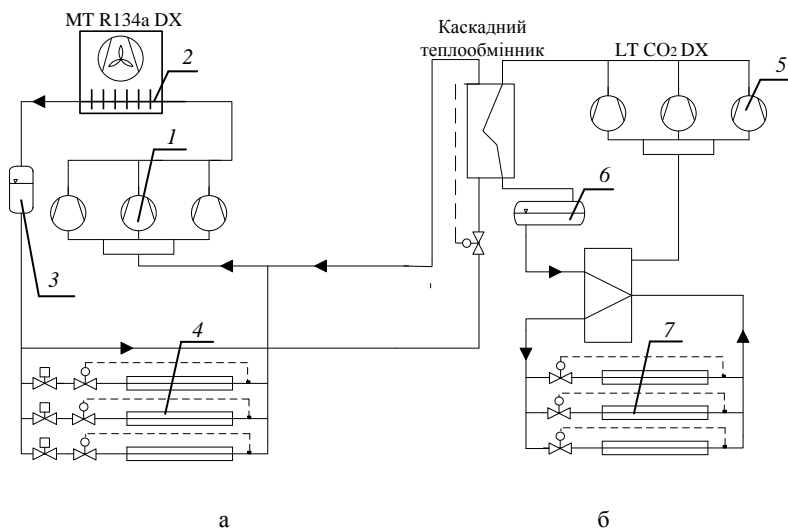 MT R134a DX
Каскадний
теплообмінник
LT CO2 DX
2
5
1
6
3
4
7
а
б